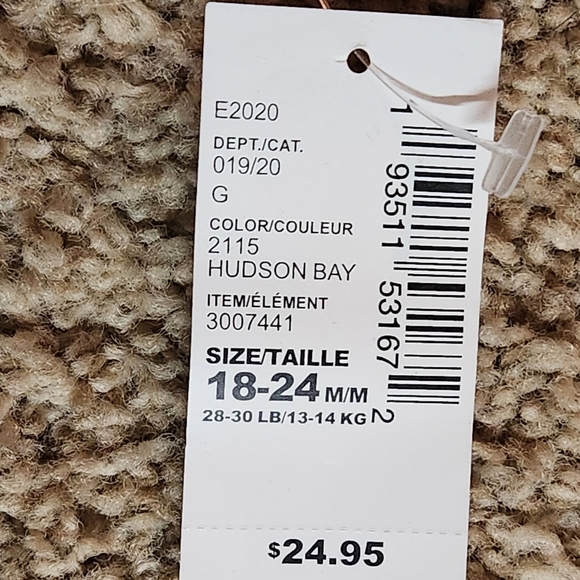 E2020
DEPT./CAT.
019/20
G
COLOR/COULEUR
2115
HUDSON BAY
ITEM/ÉLÉMENT
3007441
SIZE/TAILLE
18-24 M/M
28-30 LB/13-14 KG
1 93511 53167 2
$24.95